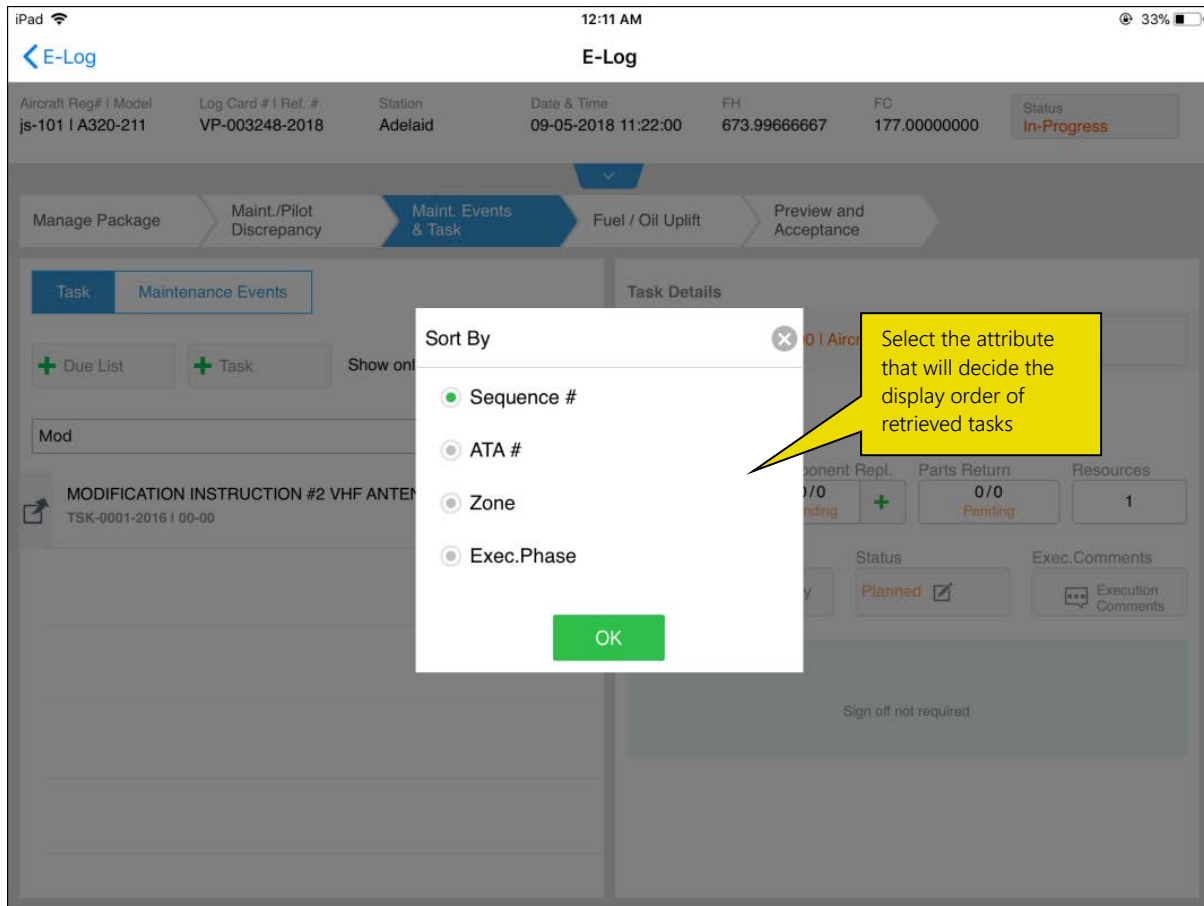 iPad 12:11 AM 33%
E-Log E-Log
Aircraft Reg# | Model Log Card # | Ref. # Station Date & Time FH FC Status
js-101 | A320-211 VP-003248-2018 Adelaid 09-05-2018 11:22:00 673.99666667 177.00000000 In-Progress
Manage Package
Maint./Pilot
Discrepancy
Maint. Events
& Task
Fuel / Oil Uplift
Preview and
Acceptance
Task Maintenance Events
Due List Task Show onl
Mod
MODIFICATION INSTRUCTION #2 VHF
TSK-0001-2016 | 00-00
Sort By
Sequence #
ATA #
Zone
Exec.Phase
OK
Task Details
Select the attribute
that will decide the
display order of
retrieved tasks
Repl. Parts Return Resources
0/0 1
Pending
Status Exec.Comments
Planned Execution
Comments
Sign off not required